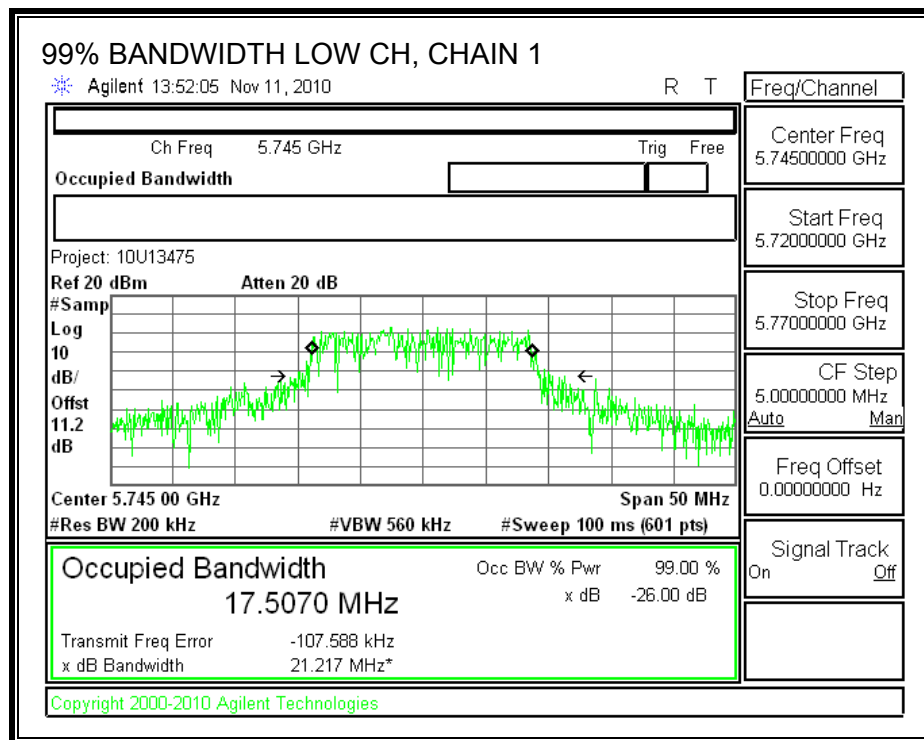 99% BANDWIDTH LOW CH, CHAIN 1
Agilent 13:52:05 Nov 11, 2010 R T
Freq/Channel
Ch Freq 5.745 GHz Trig Free
Occupied Bandwidth
Center Freq
5.74500000 GHz
Start Freq
5.72000000 GHz
Stop Freq
5.77000000 GHz
CF Step
5.00000000 MHz
Auto Man
Freq Offset
0.00000000 Hz
Signal Track
On Off
Project: 10U13475
Ref 20 dBm Atten 20 dB
#Samp
Log
10
dB/
Offst
11.2
dB
Center 5.745 00 GHz Span 50 MHz
#Res BW 200 kHz #VBW 560 kHz #Sweep 100 ms (601 pts)
Occupied Bandwidth Occ BW % Pwr 99.00 %
17.5070 MHz x dB -26.00 dB
Transmit Freq Error -107.588 kHz
x dB Bandwidth 21.217 MHz*
Copyright 2000-2010 Agilent Technologies